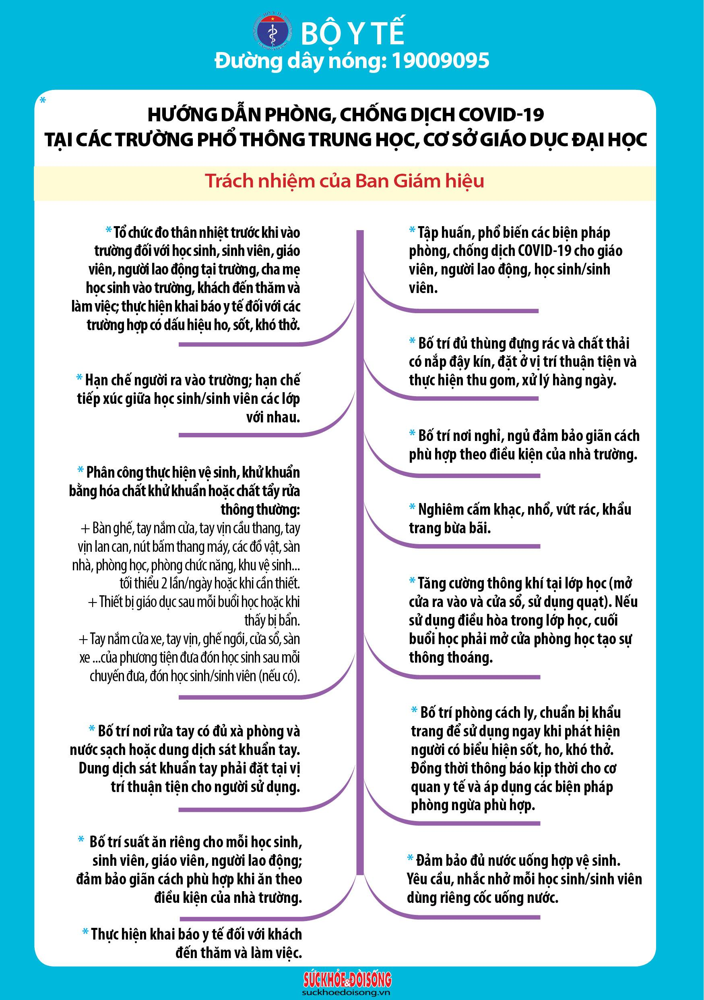 BỘ Y TẾ
MINISTRY OF HEALTH
BỘ Y TẾ
Đường dây nóng: 19009095
*
HƯỚNG DẪN PHÒNG, CHỐNG DỊCH COVID-19
TẠI CÁC TRƯỜNG PHỔ THÔNG TRUNG HỌC, CƠ SỞ GIÁO DỤC ĐẠI HỌC
Trách nhiệm của Ban Giám hiệu
* Tổ chức đo thân nhiệt trước khi vào
trường đối với học sinh, sinh viên, giáo
viên, người lao động tại trường, cha mẹ
học sinh vào trường, khách đến thăm và
làm việc; thực hiện khai báo y tế đối với các
trường hợp có dấu hiệu ho, sốt, khó thở.
* Hạn chế người ra vào trường; hạn chế
tiếp xúc giữa học sinh/sinh viên các lớp
với nhau.
* Phân công thực hiện vệ sinh, khử khuẩn
bằng hóa chất khử khuẩn hoặc chất tẩy rửa
thông thường:
+ Bàn ghế, tay nắm cửa, tay vịn cầu thang, tay
vịn lan can, nút bấm thang máy, các đồ vật, sàn
nhà, phòng học, phòng chức năng, khu vệ sinh...
tối thiểu 2 lần/ngày hoặc khi cần thiết.
+ Thiết bị giáo dục sau mỗi buổi học hoặc khi
thấy bị bẩn.
+ Tay nắm cửa xe, tay vịn, ghế ngồi, cửa sổ, sàn
xe ...của phương tiện đưa đón học sinh sau mỗi
chuyến đưa, đón học sinh/sinh viên (nếu có).
* Bố trí nơi rửa tay có đủ xà phòng và
nước sạch hoặc dung dịch sát khuẩn tay.
Dung dịch sát khuẩn tay phải đặt tại vị
trí thuận tiện cho người sử dụng.
* Bố trí suất ăn riêng cho mỗi học sinh,
sinh viên, giáo viên, người lao động;
đảm bảo giãn cách phù hợp khi ăn theo
điều kiện của nhà trường.
* Thực hiện khai báo y tế đối với khách
đến thăm và làm việc.
* Tập huấn, phổ biến các biện pháp
phòng, chống dịch COVID-19 cho giáo
viên, người lao động, học sinh/sinh
viên.
* Bố trí đủ thùng đựng rác và chất thải
có nắp đậy kín, đặt ở vị trí thuận tiện và
thực hiện thu gom, xử lý hàng ngày.
* Bố trí nơi nghỉ, ngủ đảm bảo giãn cách
phù hợp theo điều kiện của nhà trường.
* Nghiêm cấm khạc, nhổ, vứt rác, khẩu
trang bừa bãi.
* Tăng cường thông khí tại lớp học (mở
cửa ra vào và cửa sổ, sử dụng quạt). Nếu
sử dụng điều hòa trong lớp học, cuối
buổi học phải mở cửa phòng học tạo sự
thông thoáng.
* Bố trí phòng cách ly, chuẩn bị khẩu
trang để sử dụng ngay khi phát hiện
người có biểu hiện sốt, ho, khó thở.
Đồng thời thông báo kịp thời cho cơ
quan y tế và áp dụng các biện pháp
phòng ngừa phù hợp.
* Đảm bảo đủ nước uống hợp vệ sinh.
Yêu cầu, nhắc nhở mỗi học sinh/sinh viên
dùng riêng cốc uống nước.
SỨC KHỎE & ĐỜI SỐNG
suckhoedoisong.vn